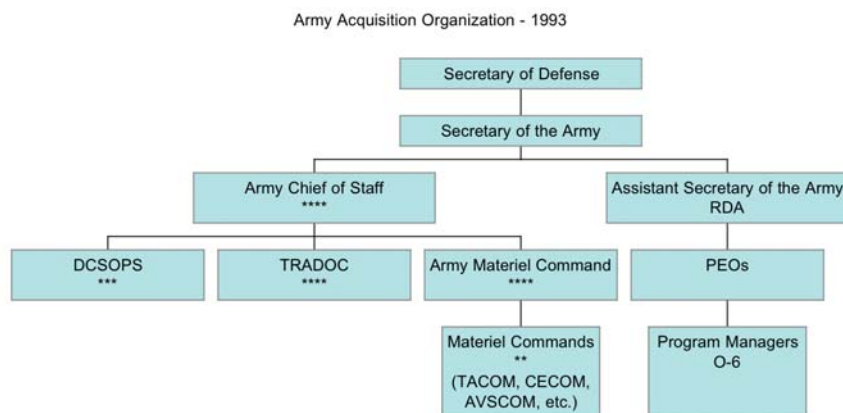 Army Acquisition Organization - 1993
Secretary of Defense
Secretary of the Army
Army Chief of Staff
****
Assistant Secretary of the Army
RDA
DCSOPS
***
TRADOC
****
Army Materiel Command
****
PEOs
Materiel Commands
**
(TACOM, CECOM,
AVSCOM, etc.)
Program Managers
O-6